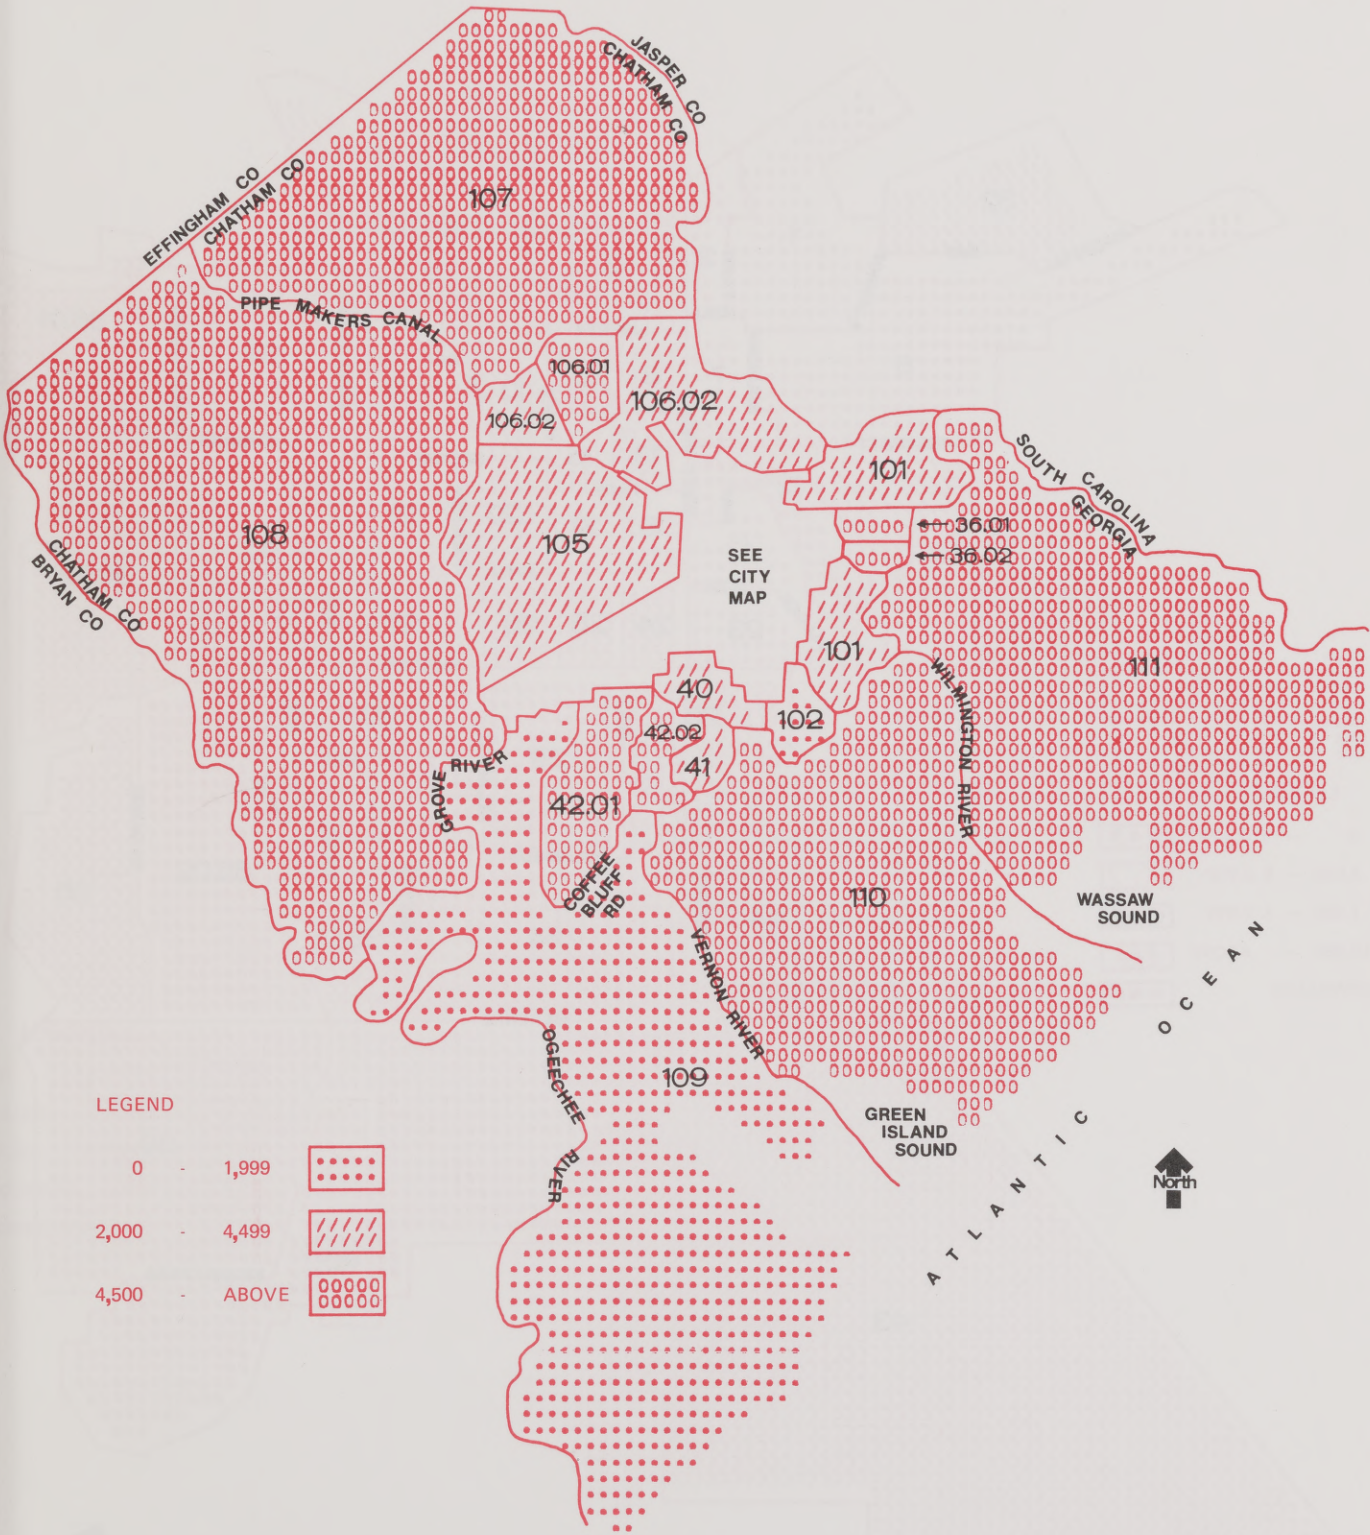 JASPER CO
CHATHAM CO
EFFINGHAM CO
CHATHAM CO
107
PIPE MAKERS CANAL
106.01
106.02
106.02
101
SOUTH CAROLINA
GEORGIA
36.01
36.02
108
105
SEE
CITY
MAP
CHATHAM CO
BRYAN CO
101
111
40
102
42.02
41
WILMINGTON RIVER
GROVE RIVER
42.01
COFFEE
BLUFF
RD
110
WASSAW
SOUND
VERNON RIVER
OGEECHEE RIVER
109
GREEN
ISLAND
SOUND
ATLANTIC OCEAN
North
LEGEND
0 - 1,999
2,000 - 4,499
4,500 - ABOVE